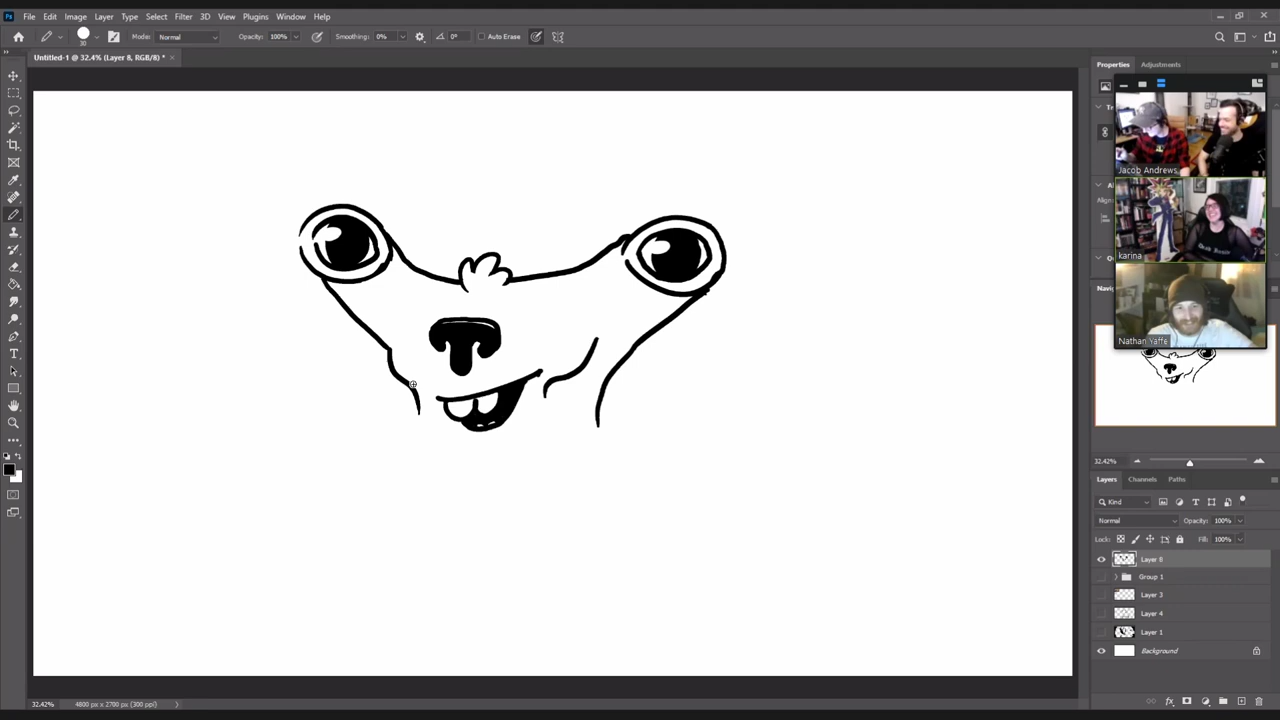 File Edit Image Layer Type Select Filter 3D View Plugins Window Help
30 Mode: Normal Opacity: 100% Smoothing: 0% 0° Auto Erase
Untitled-1 @ 32.4% (Layer 8, RGB/8) * ×
Properties Adjustments
Jacob Andrews,
karina
Nathan Yaffe
32.42%
Layers Channels Paths
Kind
Normal Opacity: 100%
Lock: Fill: 100%
Layer 8
Group 1
Layer 3
Layer 4
Layer 1
Background
32.42% 4800 px x 2700 px (300 ppi)